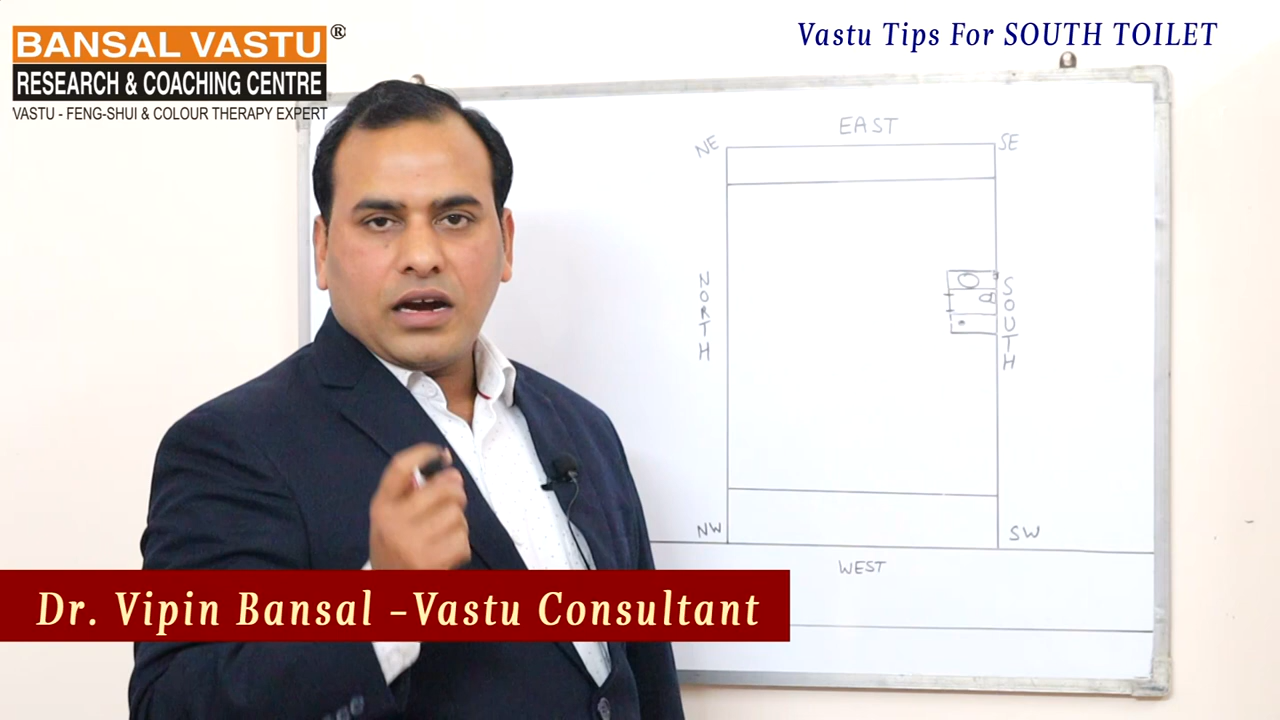 BANSAL VASTU ®
RESEARCH & COACHING CENTRE
VASTU - FENG-SHUI & COLOUR THERAPY EXPERT
Vastu Tips For SOUTH TOILET
EAST
NE
SE
NORTH
SOUTH
NW
SW
WEST
Dr. Vipin Bansal –Vastu Consultant